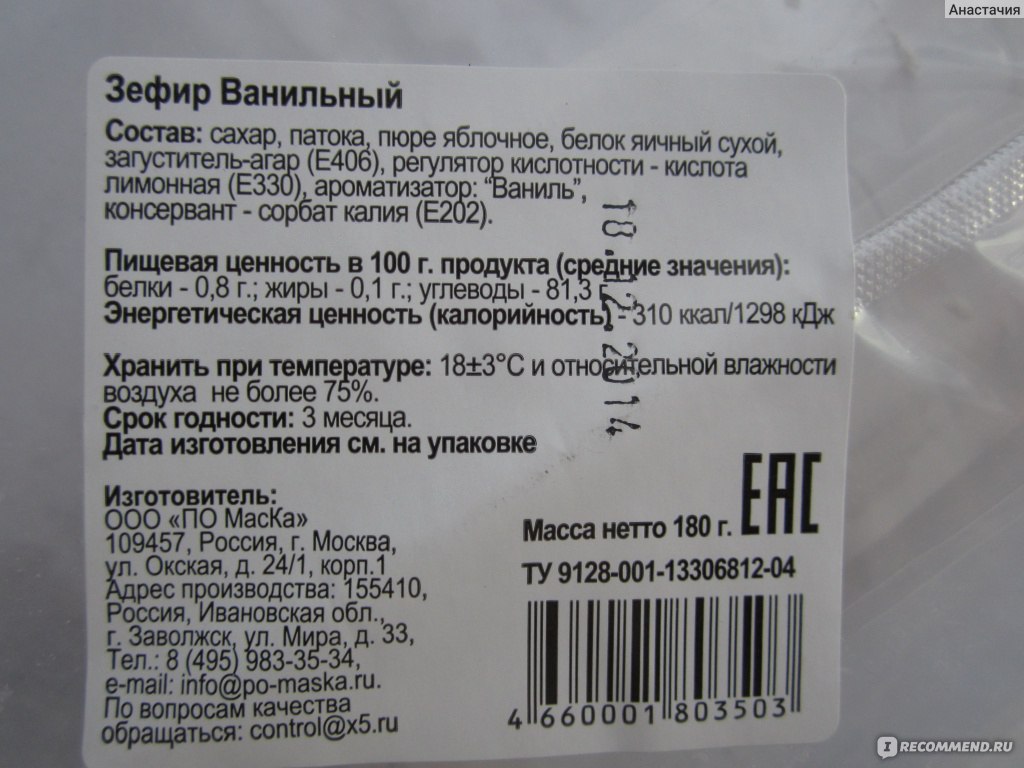 Анастачия
Зефир Ванильный
Состав: сахар, патока, пюре яблочное, белок яичный сухой,
загуститель-агар (Е406), регулятор кислотности - кислота
лимонная (Е330), ароматизатор: “Ваниль”,
консервант - сорбат калия (Е202).
Пищевая ценность в 100 г. продукта (средние значения):
белки - 0,8 г.; жиры - 0,1 г.; углеводы - 81,3 г.
Энергетическая ценность (калорийность) - 310 ккал/1298 кДж
Хранить при температуре: 18±3°С и относительной влажности
воздуха не более 75%.
Срок годности: 3 месяца.
Дата изготовления см. на упаковке
18.12.2014
Изготовитель:
ООО «ПО МасКа»
109457, Россия, г. Москва,
ул. Окская, д. 24/1, корп.1
Адрес производства: 155410,
Россия, Ивановская обл.,
г. Заволжск, ул. Мира, д. 33,
Тел.: 8 (495) 983-35-34,
e-mail: info@po-maska.ru.
По вопросам качества
обращаться: control@x5.ru
EAC
Масса нетто 180 г.
ТУ 9128-001-13306812-04
4 660001 803503
IRECOMMEND.RU